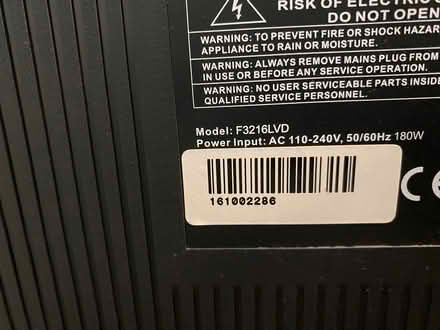 RISK OF ELECTRIC
DO NOT OPEN
WARNING: TO PREVENT FIRE OR SHOCK HAZAR
APPLIANCE TO RAIN OR MOISTURE.
WARNING: ALWAYS REMOVE MAINS PLUG FROM
IN USE OR BEFORE ANY SERVICE OPERATION.
WARNING: NO USER SERVICEABLE PARTS INSIDE
QUALIFIED SERVICE PERSONNEL.
Model: F3216LVD
Power Input: AC 110-240V, 50/60Hz 180W
CE
161002286